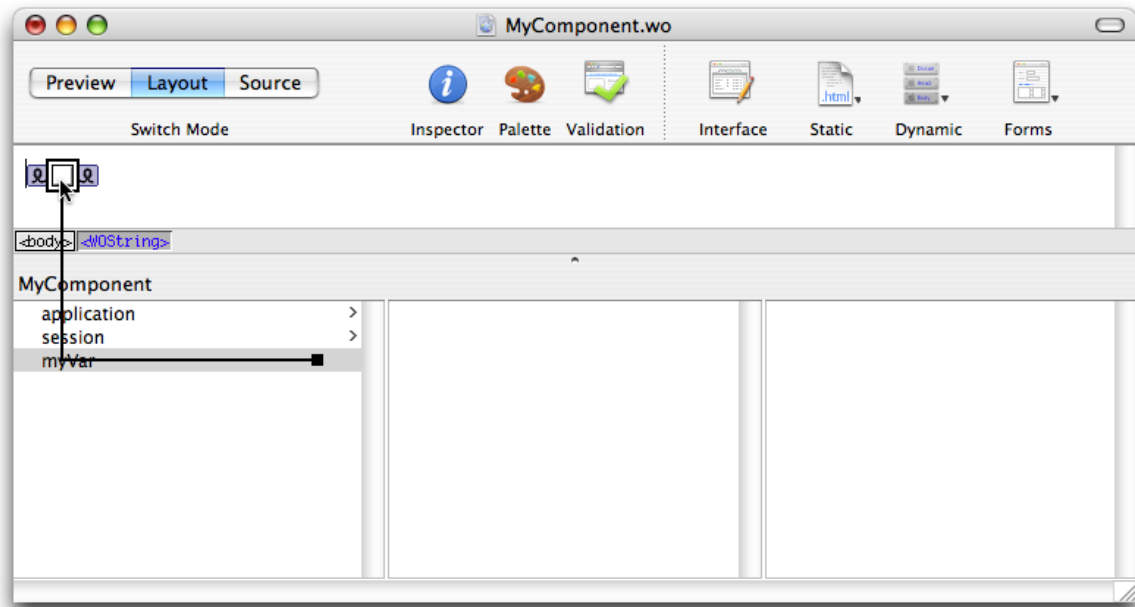 MyComponent.wo
Preview Layout Source
Switch Mode Inspector Palette Validation Interface Static Dynamic Forms
.html
<body> <WOString>
MyComponent
application >
session >
myVar